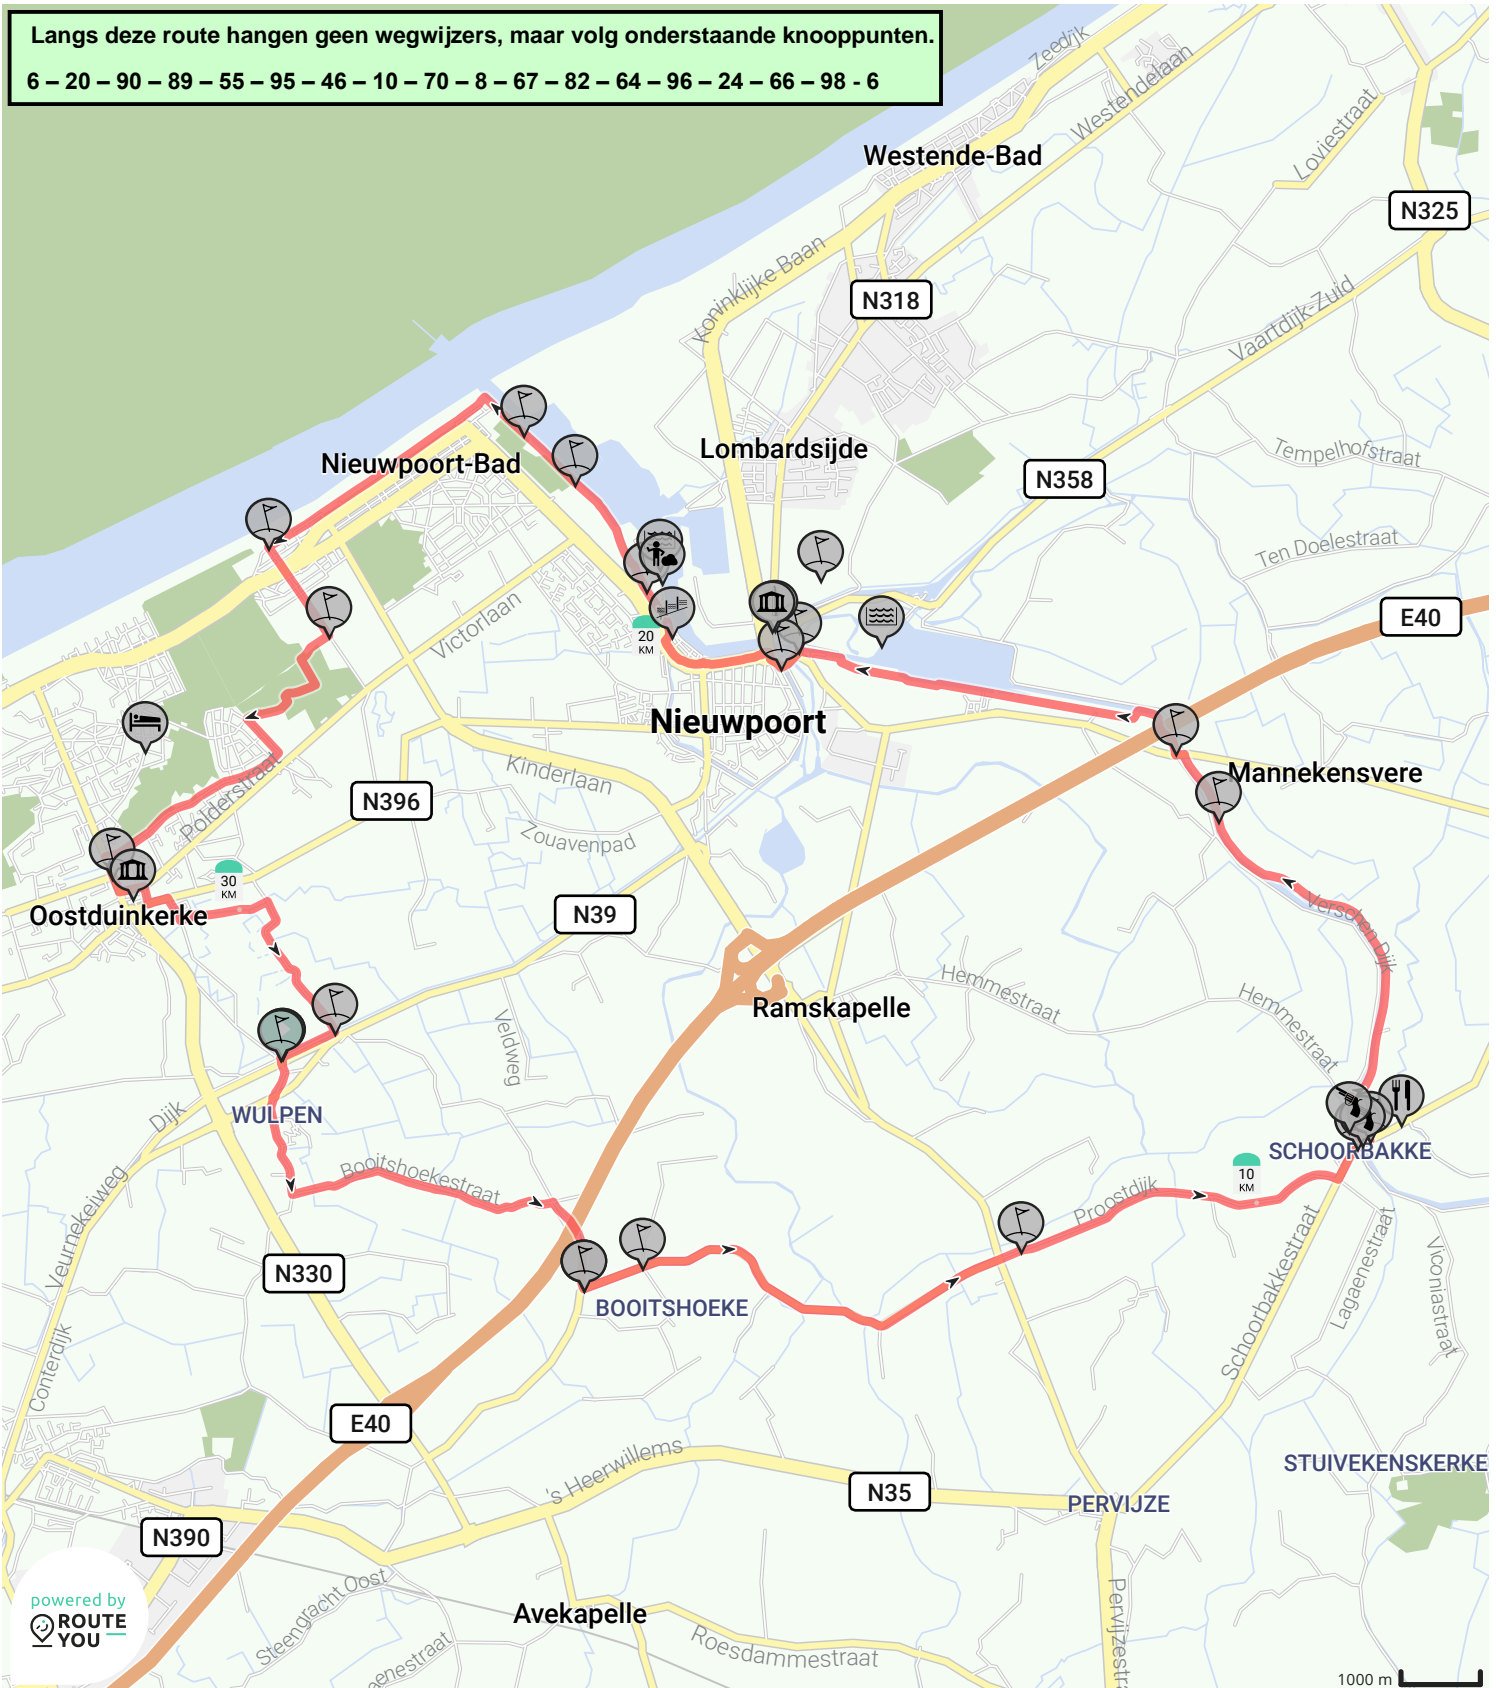 Langs deze route hangen geen wegwijzers, maar volg onderstaande knooppunten.
6 – 20 – 90 – 89 – 55 – 95 – 46 – 10 – 70 – 8 – 67 – 82 – 64 – 96 – 24 – 66 – 98 - 6
Zeedijk
Westendelaan
Loviestraat
Westende-Bad
N325
Koninklijke Baan
N318
Vaartdijk-Zuid
Nieuwpoort-Bad
Lombardsijde
N358
Tempelhofstraat
Ten Doelestraat
E40
Victorlaan
20
KM
Nieuwpoort
Kinderlaan
Mannekensvere
N396
Polderstraat
Zouavenpad
30
KM
Oostduinkerke
N39
Verschen Dijk
Ramskapelle
Hemmestraat
Hemmestraat
Veldweg
Dijk
WULPEN
SCHOORBAKKE
Veurnekeiweg
Booitshoekestraat
Proostdijk
10
KM
N330
BOOITSHOEKE
Schoorbakkestraat
Lagaenestraat
Viconiastraat
Conterdijk
E40
's Heerwillems
STUIVEKENSKERKE
N35
PERVIJZE
N390
powered by
ROUTE
YOU
Steengracht Oost
Avekapelle
Roesdammestraat
Pervijzestra
aenestraat
1000 m